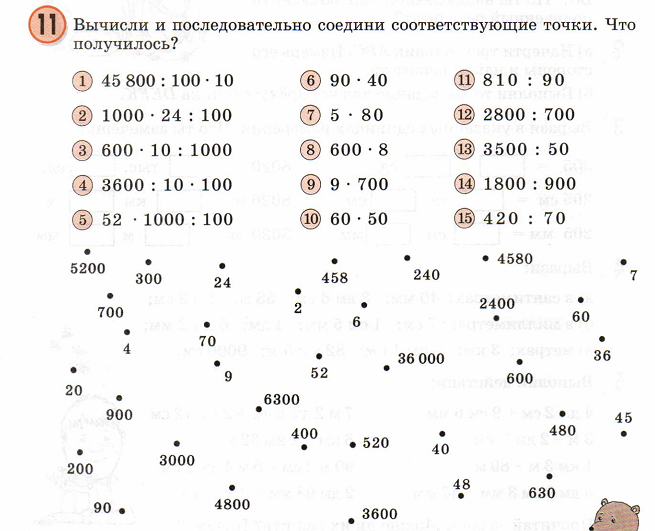 11 Вычисли и последовательно соедини соответствующие точки. Что
получилось?
1 45 800 : 100 · 10
2 1000 · 24 : 100
3 600 · 10 : 1000
4 3600 : 10 · 100
5 52 · 1000 : 100
6 90 · 40
7 5 · 80
8 600 · 8
9 9 · 700
10 60 · 50
11 810 : 90
12 2800 : 700
13 3500 : 50
14 1800 : 900
15 420 : 70
5200 300 24 458 240 4580 7
700 2 6 2400 60
4 70 36
20 9 52 36 000 600
900 6300 480 45
200 3000 400 520 40
90 4800 3600 48 630